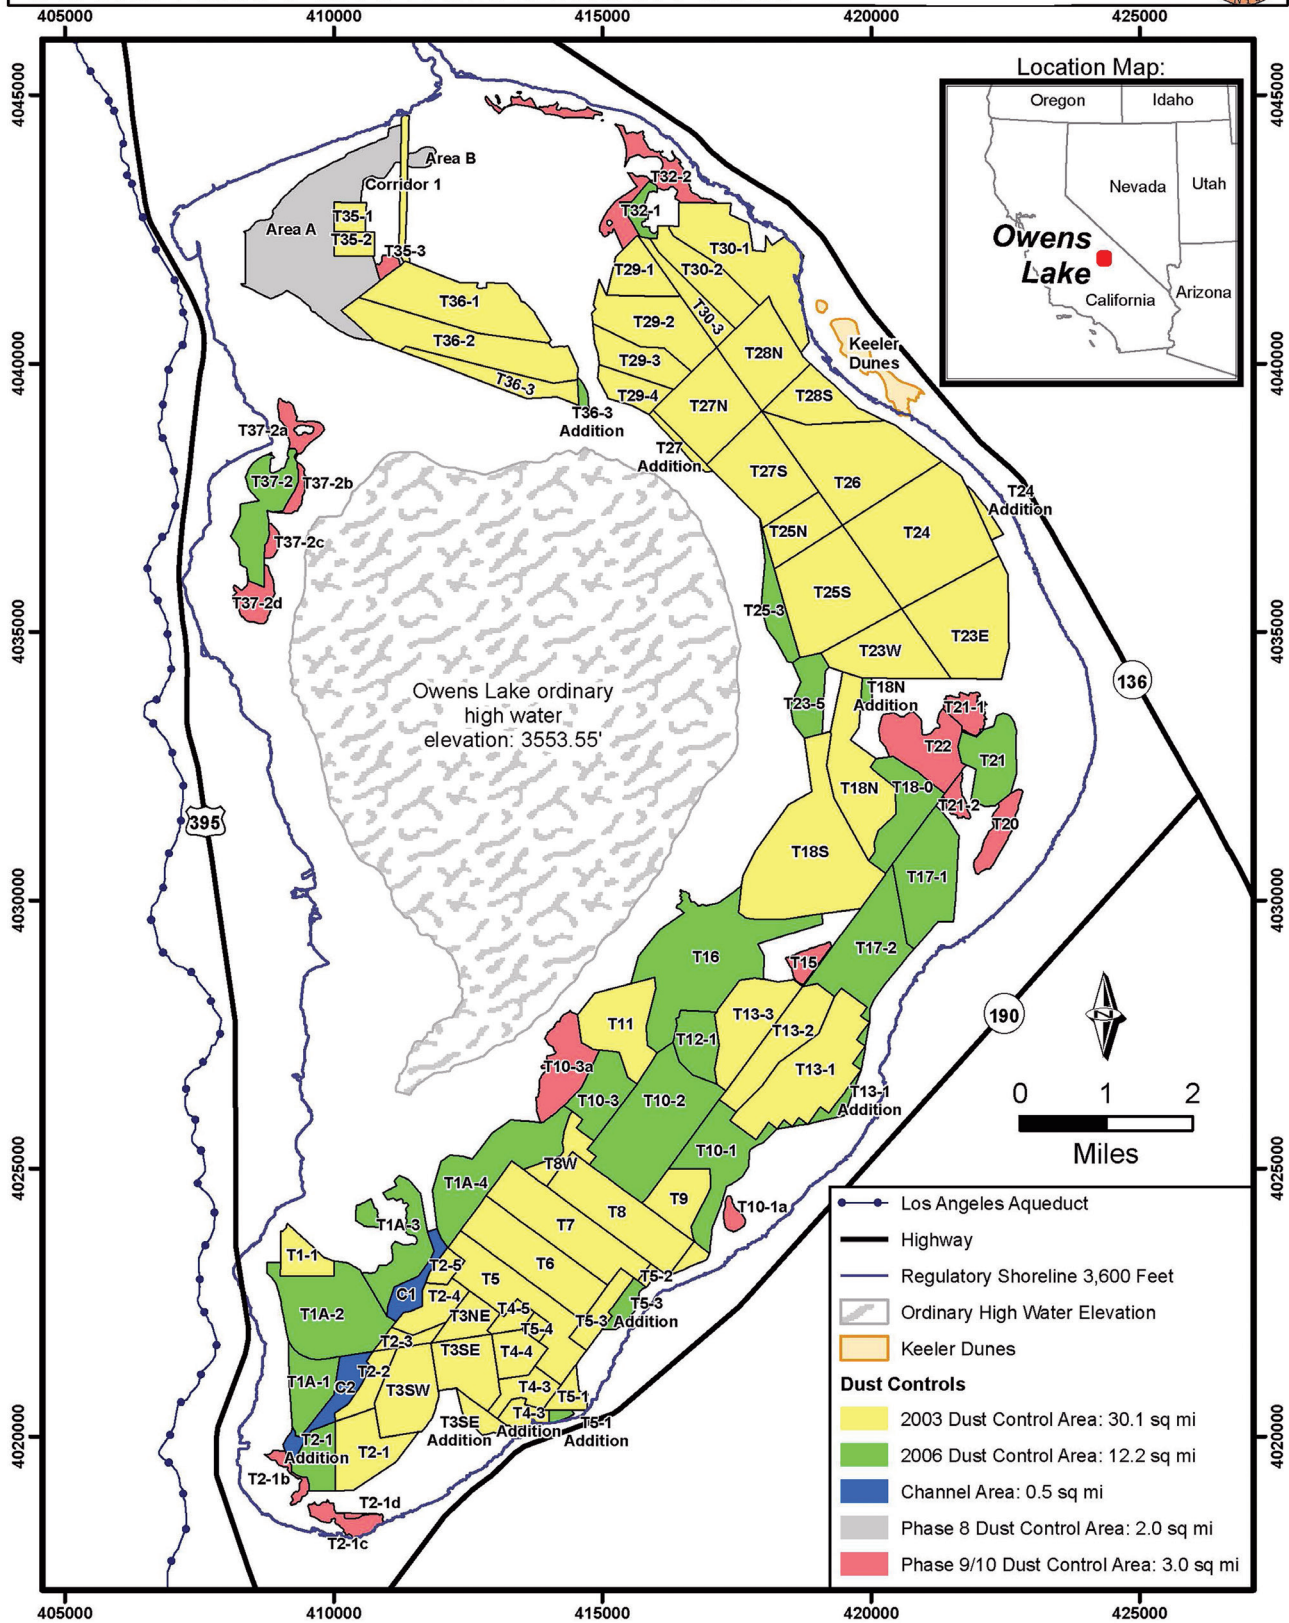 405000
410000
415000
420000
425000
4045000
4040000
4035000
4030000
4025000
4020000
Location Map:
Oregon
Idaho
Nevada
Utah
Owens
Lake
California
Arizona
4045000
4040000
4035000
4030000
4025000
4020000
Area B
Corridor 1
Area A
T35-1
T35-2
T35-3
T36-1
T36-2
T36-3
T36-3
Addition
T32-2
T32-1
T30-1
T30-2
T30-3
T29-1
T29-2
T29-3
T29-4
T28N
T28S
Keeler
Dunes
T27N
T27
Addition
T27S
T26
T24
T24
Addition
T25N
T25S
T25-3
T23E
T23W
T23-5
T37-2a
T37-2
T37-2b
T37-2c
T37-2d
Owens Lake ordinary
high water
elevation: 3553.55'
136
395
190
T18N
Addition
T21-1
T22
T21
T18N
T18-0
T21-2
T20
T18S
T17-1
T17-2
T16
T15
T13-3
T13-2
T13-1
T13-1
Addition
T11
T12-1
T10-3a
T10-3
T10-2
T10-1
T10-1a
T8W
T1A-4
T9
T8
T7
T6
T5
T1A-3
T1-1
T1A-2
T2-5
C1
T2-4
T3NE
T4-5
T5-4
T5-3
T5-2
T5-3
Addition
T2-3
T2-2
T3SE
T4-4
T1A-1
C2
T3SW
T4-3
T5-1
T3SE
Addition
T4-3
Addition
T5-1
Addition
T2-1
Addition
T2-1
T2-1b
T2-1d
T2-1c
N
0 1 2
Miles
Los Angeles Aqueduct
Highway
Regulatory Shoreline 3,600 Feet
Ordinary High Water Elevation
Keeler Dunes
Dust Controls
2003 Dust Control Area: 30.1 sq mi
2006 Dust Control Area: 12.2 sq mi
Channel Area: 0.5 sq mi
Phase 8 Dust Control Area: 2.0 sq mi
Phase 9/10 Dust Control Area: 3.0 sq mi
405000
410000
415000
420000
425000